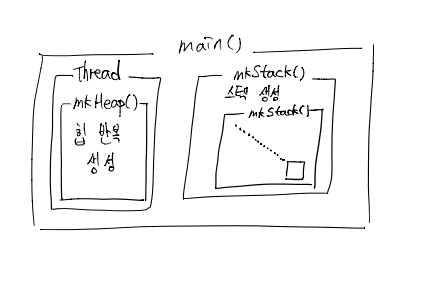 main()
Thread
mkHeap()
힙 반복
생성
mkStack()
스택 생성
mkStack()